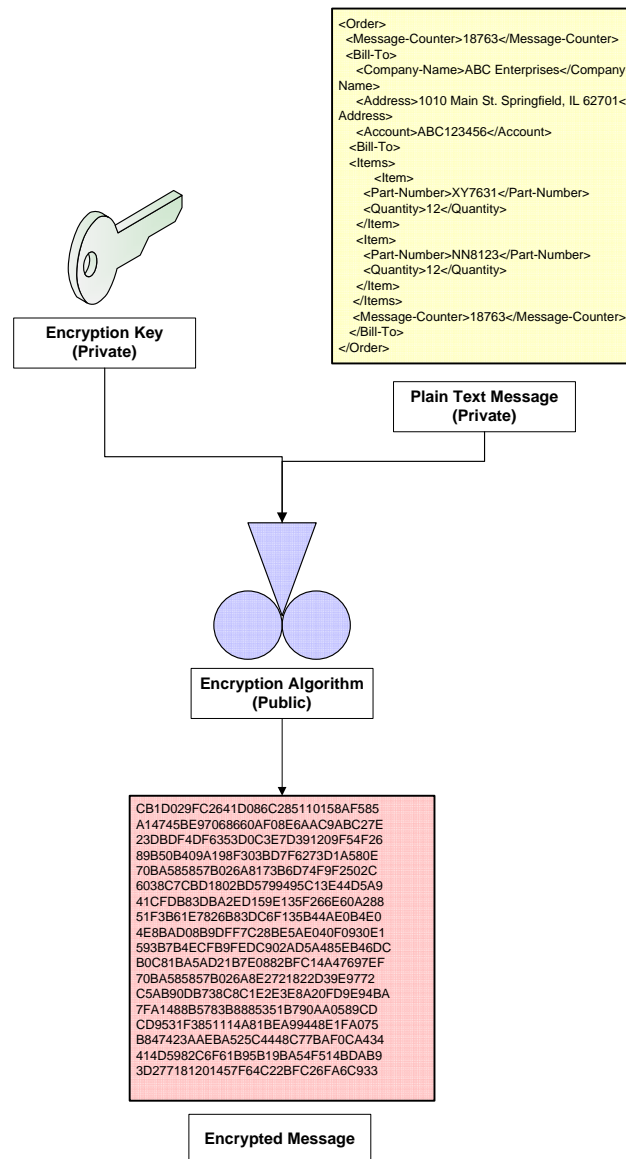 <Order>
<Message-Counter>18763</Message-Counter>
<Bill-To>
<Company-Name>ABC Enterprises</Company
Name>
<Address>1010 Main St. Springfield, IL 62701<
Address>
<Account>ABC123456</Account>
<Bill-To>
<Items>
<Item>
<Part-Number>XY7631</Part-Number>
<Quantity>12</Quantity>
</Item>
<Item>
<Part-Number>NN8123</Part-Number>
<Quantity>12</Quantity>
</Item>
</Items>
<Message-Counter>18763</Message-Counter>
</Bill-To>
</Order>
Encryption Key
(Private)
Plain Text Message
(Private)
Encryption Algorithm
(Public)
CB1D029FC2641D086C285110158AF585
A14745BE97068660AF08E6AAC9ABC27E
23DBDF4DF6353D0C3E7D391209F54F26
89B50B409A198F303BD7F6273D1A580E
70BA585857B026A8173B6D74F9F2502C
6038C7CBD1802BD5799495C13E44D5A9
41CFDB83DBA2ED159E135F266E60A288
51F3B61E7826B83DC6F135B44AE0B4E0
4E8BAD08B9DFF7C28BE5AE040F0930E1
593B7B4ECFB9FEDC902AD5A485EB46DC
B0C81BA5AD21B7E0882BFC14A47697EF
70BA585857B026A8E2721822D39E9772
C5AB90DB738C8C1E2E3E8A20FD9E94BA
7FA1488B5783B8885351B790AA0589CD
CD9531F3851114A81BEA99448E1FA075
B847423AAEBA525C4448C77BAF0CA434
414D5982C6F61B95B19BA54F514BDAB9
3D277181201457F64C22BFC26FA6C933
Encrypted Message